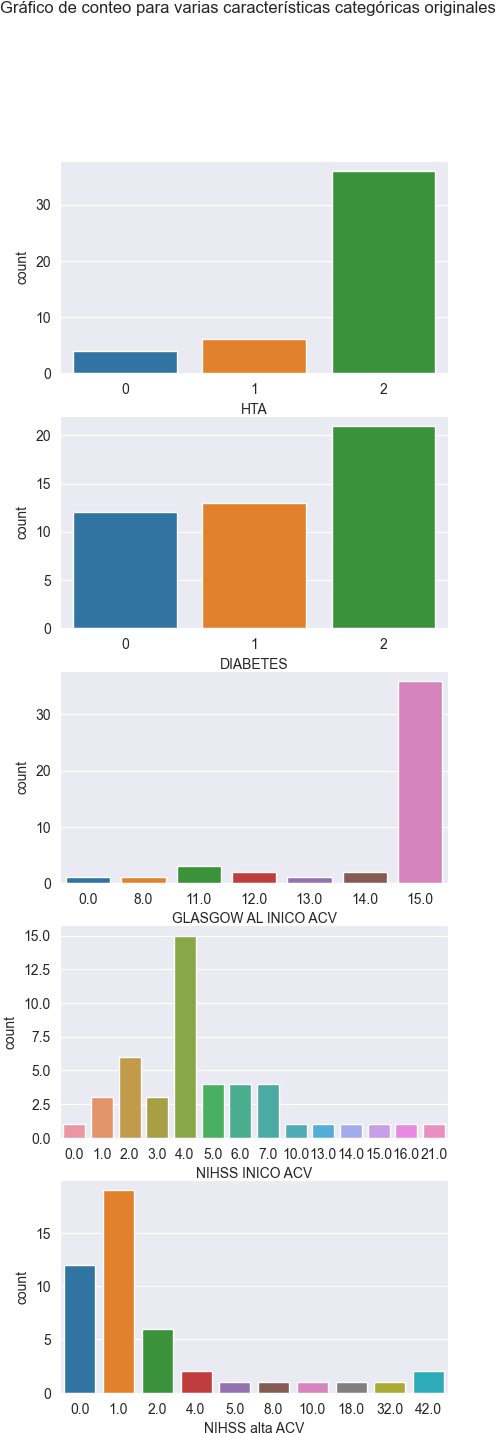 Gráfico de conteo para varias características categóricas originales
30
20
10
0
count
0 1 2
HTA
20
15
10
5
0
count
0 1 2
DIABETES
30
20
10
0
count
0.0 8.0 11.0 12.0 13.0 14.0 15.0
GLASGOW AL INICO ACV
15.0
12.5
10.0
7.5
5.0
2.5
0.0
count
0.0 1.0 2.0 3.0 4.0 5.0 6.0 7.0 10.0 13.0 14.0 15.0 16.0 21.0
NIHSS INICO ACV
15
10
5
0
count
0.0 1.0 2.0 4.0 5.0 8.0 10.0 18.0 32.0 42.0
NIHSS alta ACV